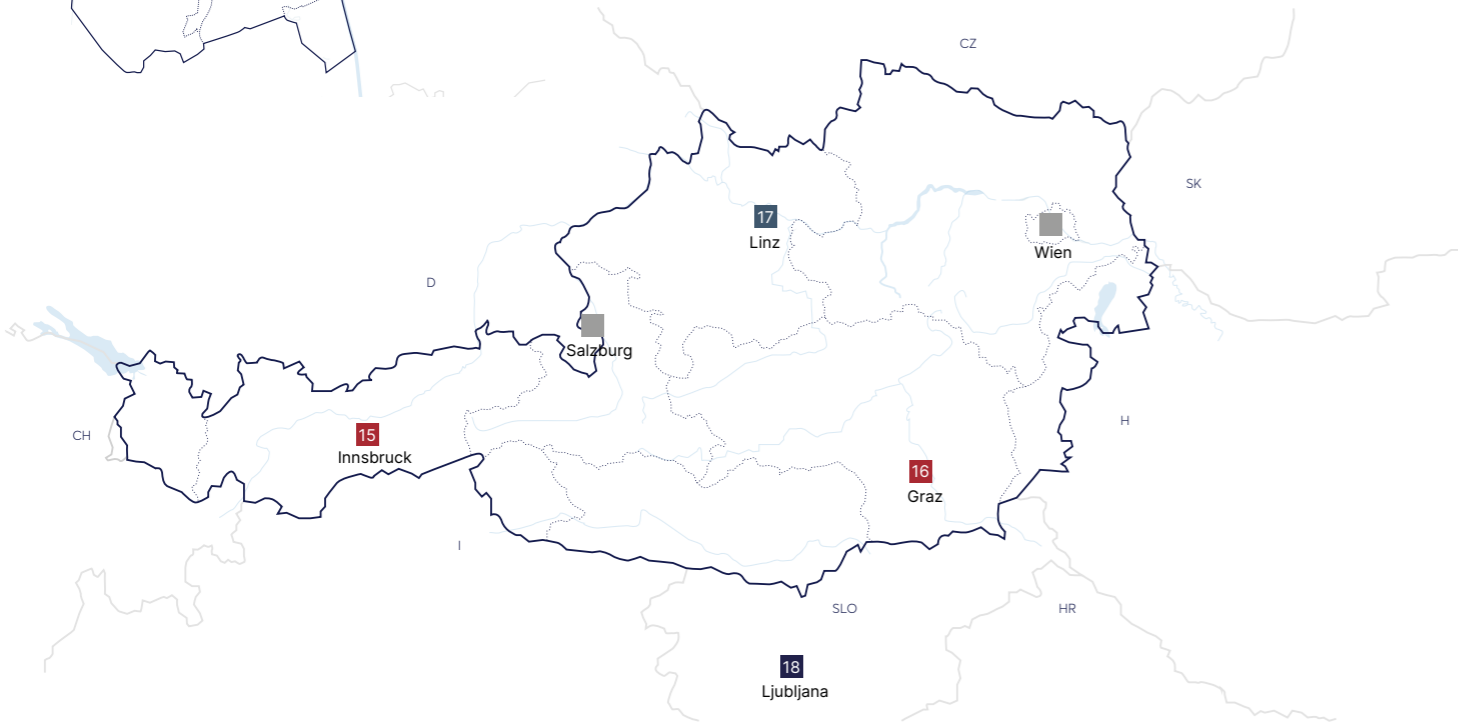 CZ
SK
17
Linz
Wien
D
Salzburg
H
CH
15
Innsbruck
16
Graz
I
SLO
HR
18
Ljubljana